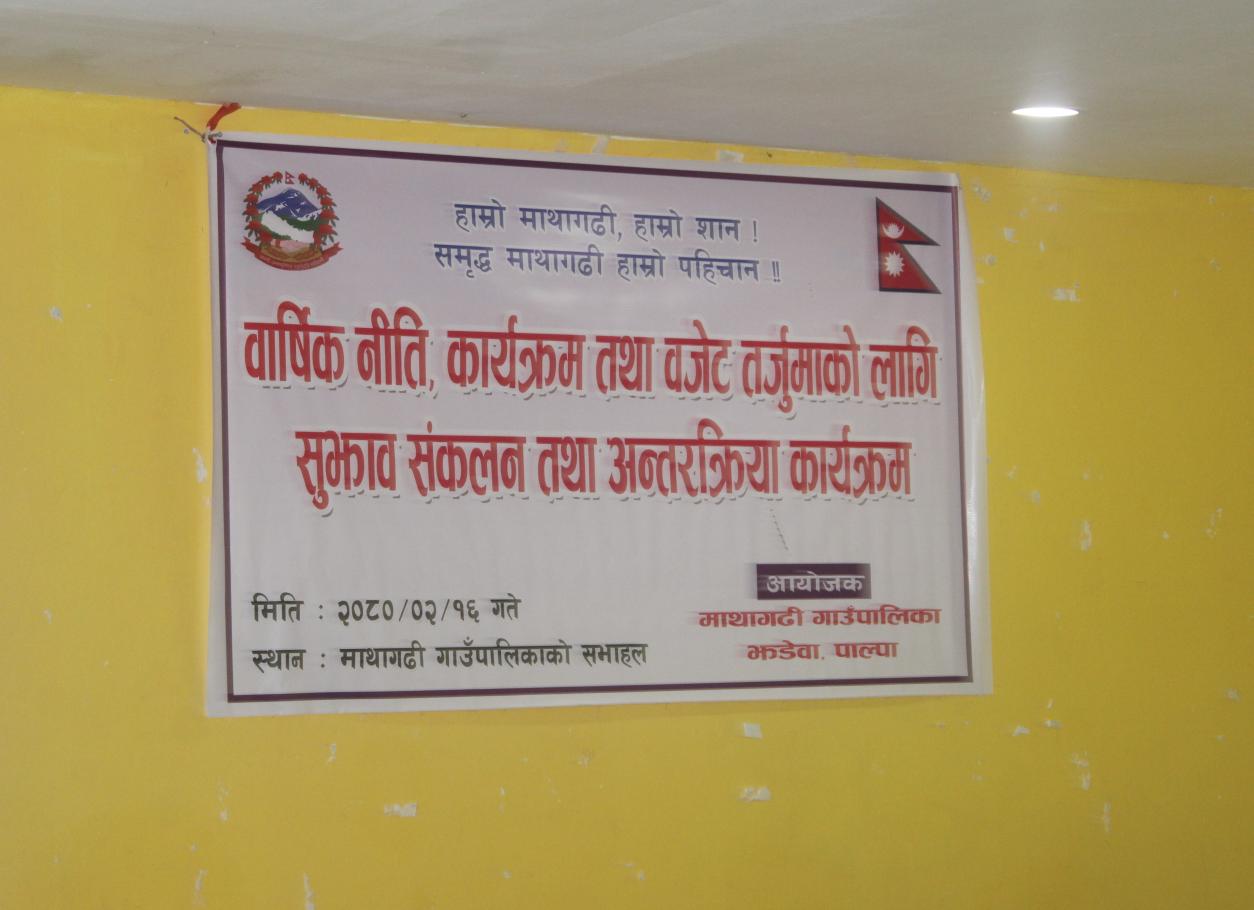 हाम्रो माथागढी, हाम्रो शान !
समृद्ध माथागढी हाम्रो पहिचान !!
वार्षिक नीति, कार्यक्रम तथा वजेट तर्जुमाको लागि
सुझाव संकलन तथा अन्तरक्रिया कार्यक्रम
मिति : २०८०/०२/१६ गते
स्थान : माथागढी गाउँपालिकाको सभाहल
आयोजक
माथागढी गाउँपालिका
झडेवा, पाल्पा